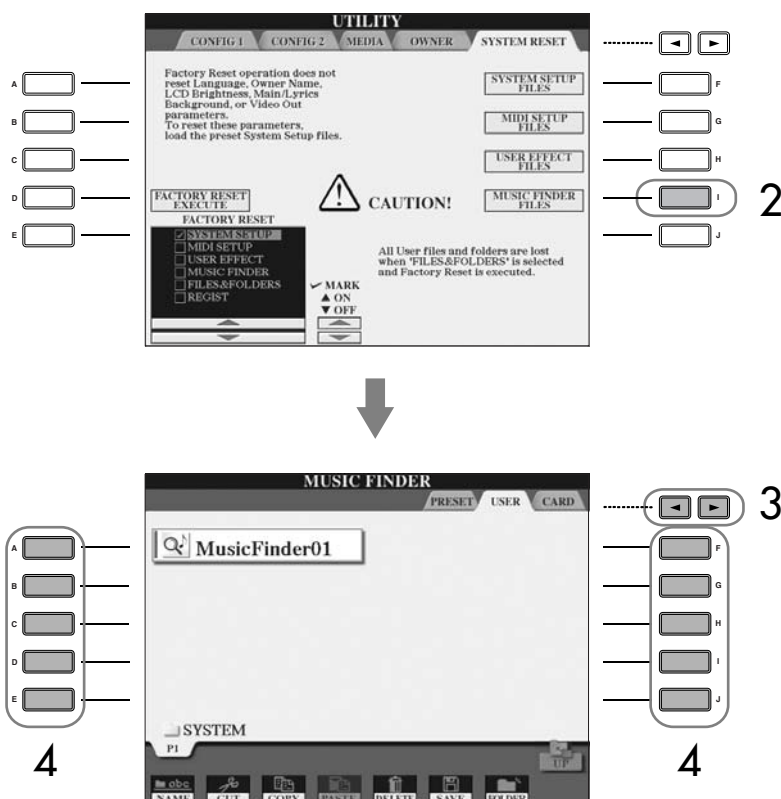 UTILITY
CONFIG 1 CONFIG 2 MEDIA OWNER SYSTEM RESET
Factory Reset operation does not
reset Language, Owner Name,
LCD Brightness, Main/Lyrics
Background, or Video Out
parameters.
To reset these parameters,
load the preset System Setup files.
SYSTEM SETUP
FILES
MIDI SETUP
FILES
USER EFFECT
FILES
MUSIC FINDER
FILES
CAUTION!
FACTORY RESET
EXECUTE
FACTORY RESET
SYSTEM SETUP
MIDI SETUP
USER EFFECT
MUSIC FINDER
FILES&FOLDERS
REGIST
MARK
▲ ON
▼ OFF
All User files and folders are lost
when "FILES&FOLDERS" is selected
and Factory Reset is executed.
A
B
C
D
E
F
G
H
I
J
2
MUSIC FINDER
PRESET USER CARD
3
MusicFinder01
SYSTEM
P1
UP
abc
NAME CUT COPY PASTE DELETE SAVE FOLDER
A
B
C
D
E
4
F
G
H
I
J
4